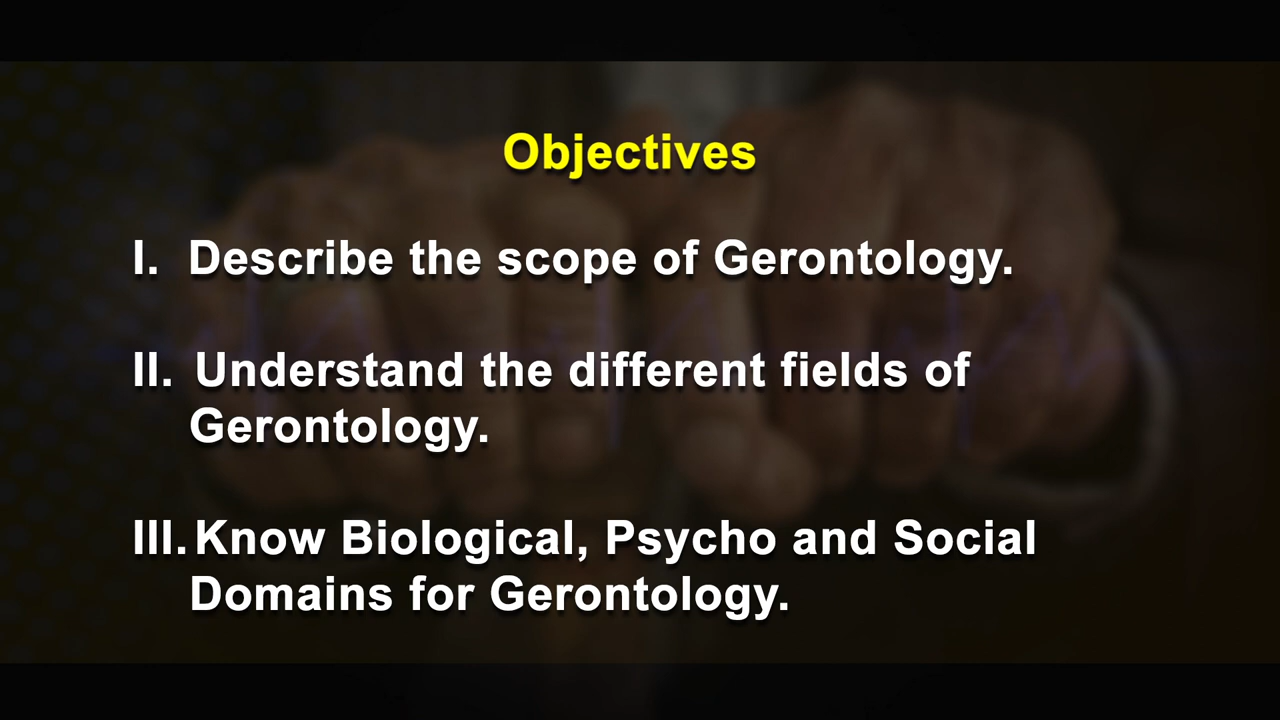 Objectives
I. Describe the scope of Gerontology.
II. Understand the different fields of
Gerontology.
III. Know Biological, Psycho and Social
Domains for Gerontology.